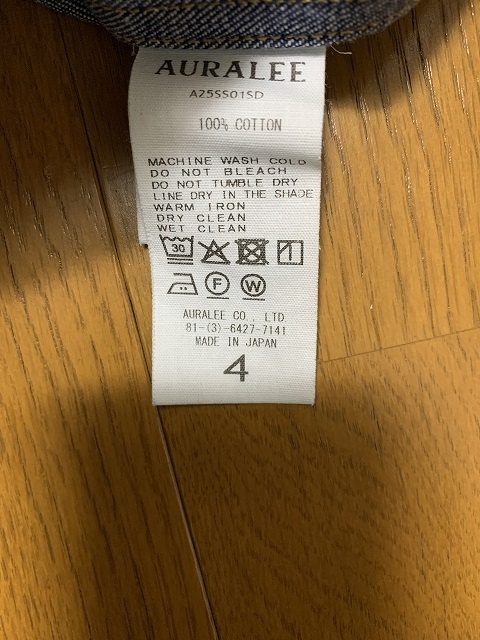 AURALEE
A25SS01SD
100% COTTON
MACHINE WASH COLD
DO NOT BLEACH
DO NOT TUMBLE DRY
LINE DRY IN THE SHADE
WARM IRON
DRY CLEAN
WET CLEAN
30
F W
AURALEE CO., LTD
81-(3)-6427-7141
MADE IN JAPAN
4